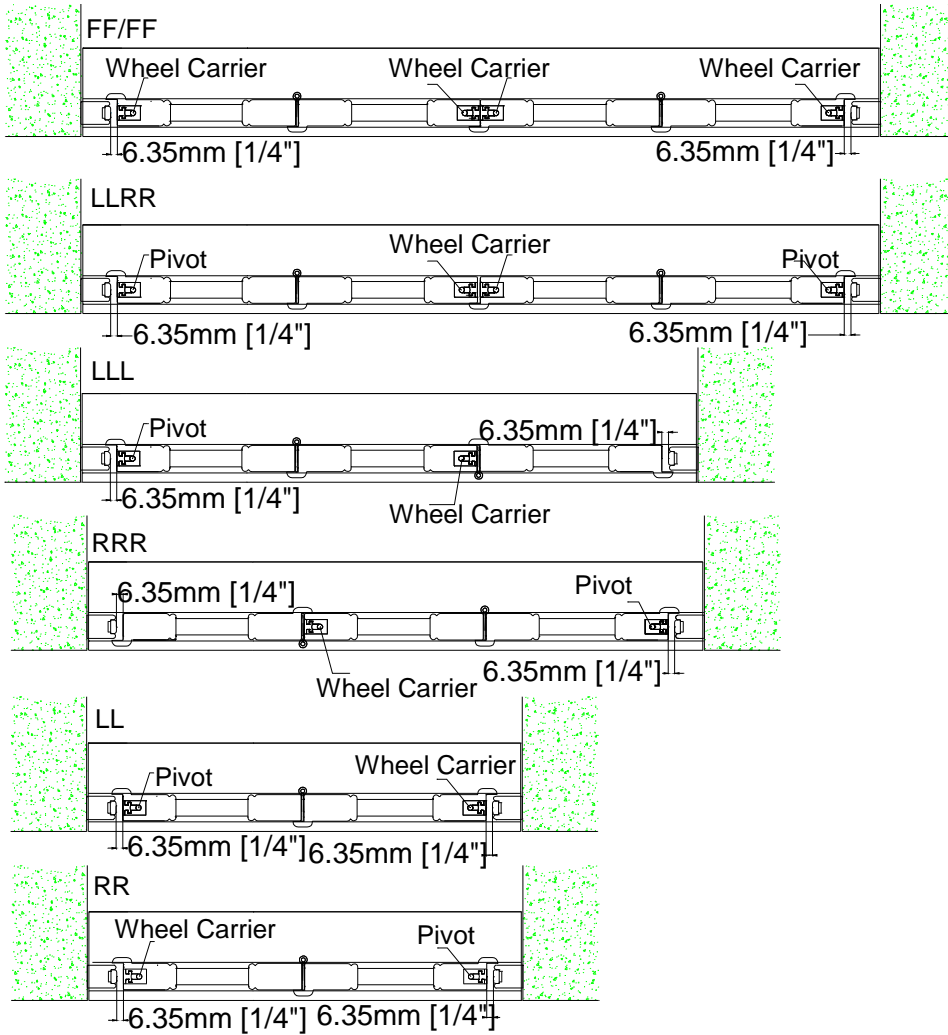 FF/FF
Wheel Carrier Wheel Carrier Wheel Carrier
6.35mm [1/4"] 6.35mm [1/4"]
LLRR
Wheel Carrier
Pivot Pivot
6.35mm [1/4"] 6.35mm [1/4"]
LLL
Pivot 6.35mm [1/4"]
6.35mm [1/4"]
Wheel Carrier
RRR
6.35mm [1/4"] Pivot
6.35mm [1/4"]
Wheel Carrier
LL
Pivot Wheel Carrier
6.35mm [1/4"] 6.35mm [1/4"]
RR
Wheel Carrier Pivot
6.35mm [1/4"] 6.35mm [1/4"]